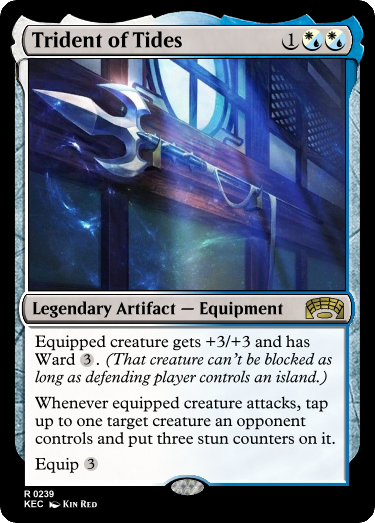 Trident of Tides 1
Legendary Artifact — Equipment
Equipped creature gets +3/+3 and has
Ward 3. (That creature can't be blocked as
long as defending player controls an island.)
Whenever equipped creature attacks, tap
up to one target creature an opponent
controls and put three stun counters on it.
Equip 3
R 0239
KEC Kin Red